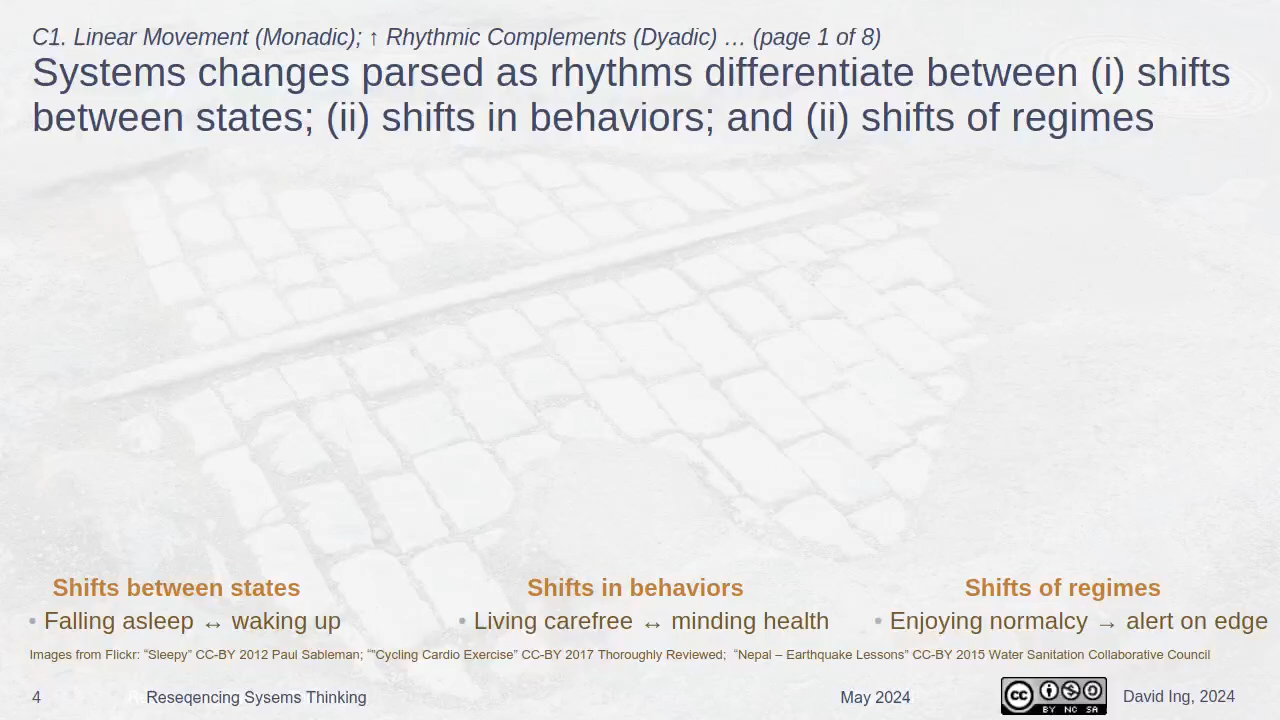 C1. Linear Movement (Monadic); ↑ Rhythmic Complements (Dyadic) … (page 1 of 8)
Systems changes parsed as rhythms differentiate between (i) shifts
between states; (ii) shifts in behaviors; and (ii) shifts of regimes
Shifts between states
• Falling asleep ↔ waking up
Shifts in behaviors
• Living carefree ↔ minding health
Shifts of regimes
• Enjoying normalcy → alert on edge
Images from Flickr: “Sleepy” CC-BY 2012 Paul Sableman; “”Cycling Cardio Exercise” CC-BY 2017 Thoroughly Reviewed; “Nepal – Earthquake Lessons” CC-BY 2015 Water Sanitation Collaborative Council
4 Reseqencing Sysems Thinking May 2024 David Ing, 2024
cc BY NC SA